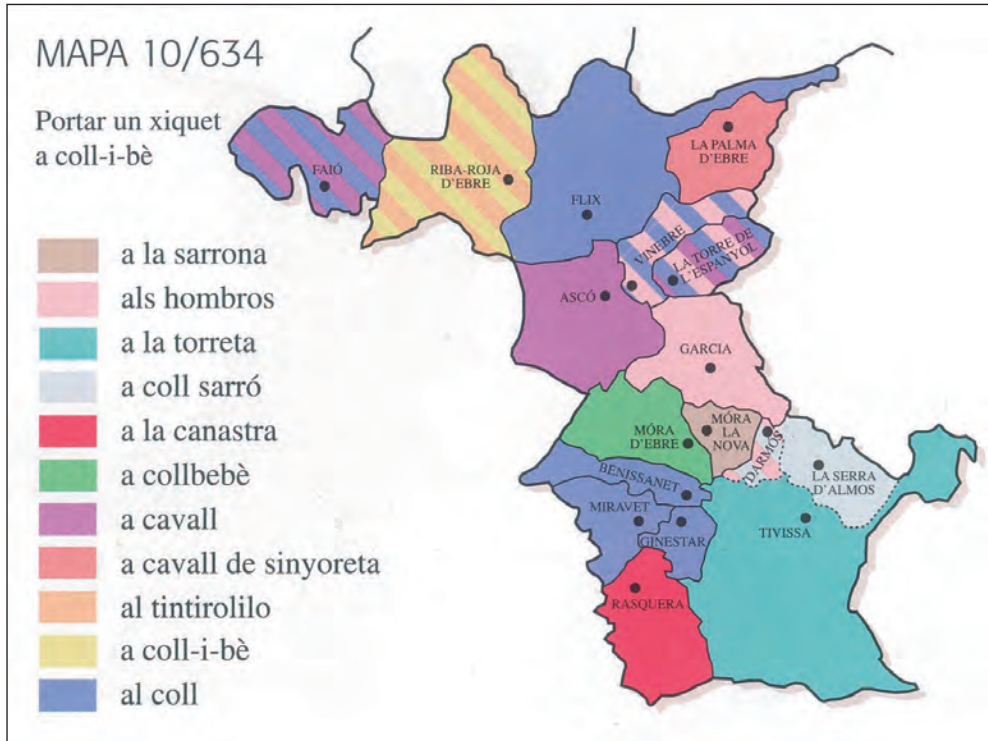 MAPA 10/634
Portar un xiquet
a coll-i-bè
a la sarrona
als hombros
a la torreta
a coll sarró
a la canastra
a collbebè
a cavall
a cavall de sinyoreta
al tintirolilo
a coll-i-bè
al coll
FAIÓ
RIBA-ROJA
D'EBRE
FLIX
LA PALMA
D'EBRE
VINEBRE
LA TORRE DE
L'ESPANYOL
ASCÓ
GARCIA
MÓRA
D'EBRE
MÓRA
LA
NOVA
DARMÓS
LA SERRA
D'ALMOS
BENISSANET
MIRAVET
GINESTAR
TIVISSA
RASQUERA